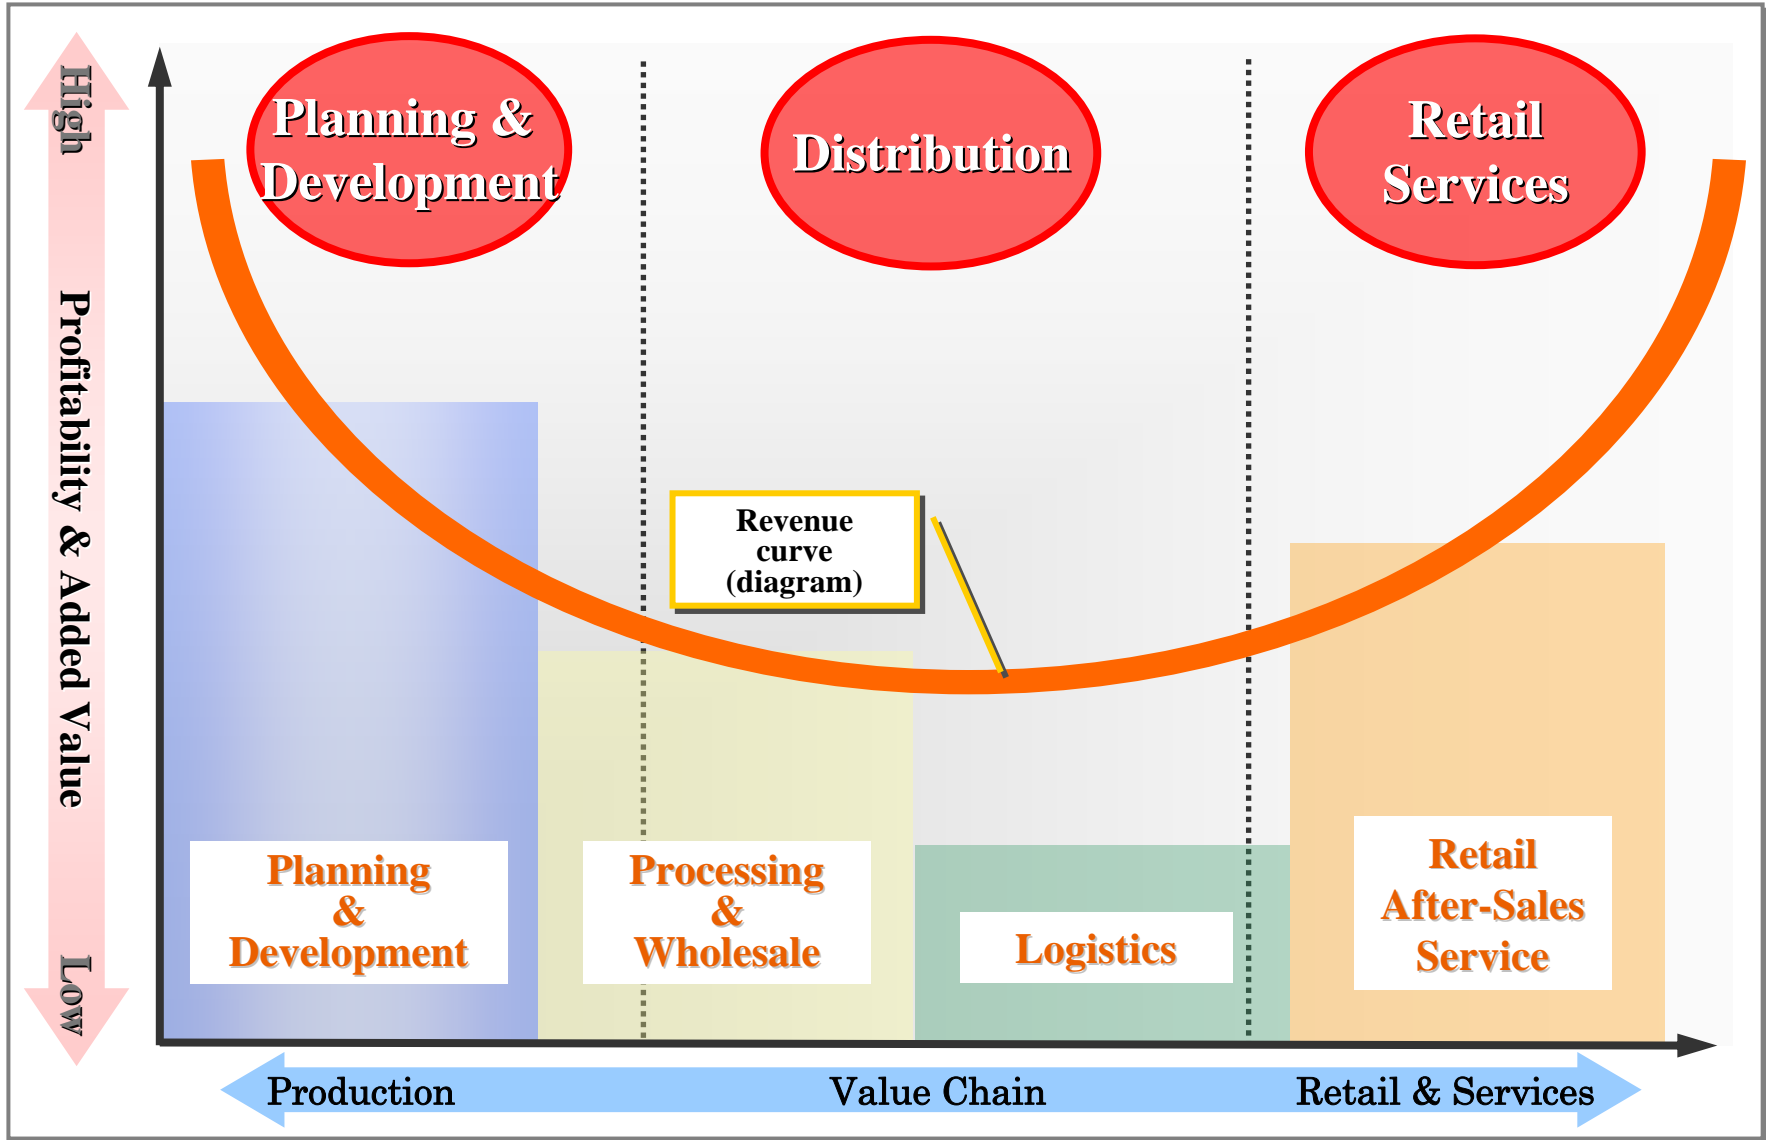 High
Profitability & Added Value
Low
Planning &
Development
Distribution
Retail
Services
Revenue
curve
(diagram)
Planning
&
Development
Processing
&
Wholesale
Logistics
Retail
After-Sales
Service
Production
Value Chain
Retail & Services